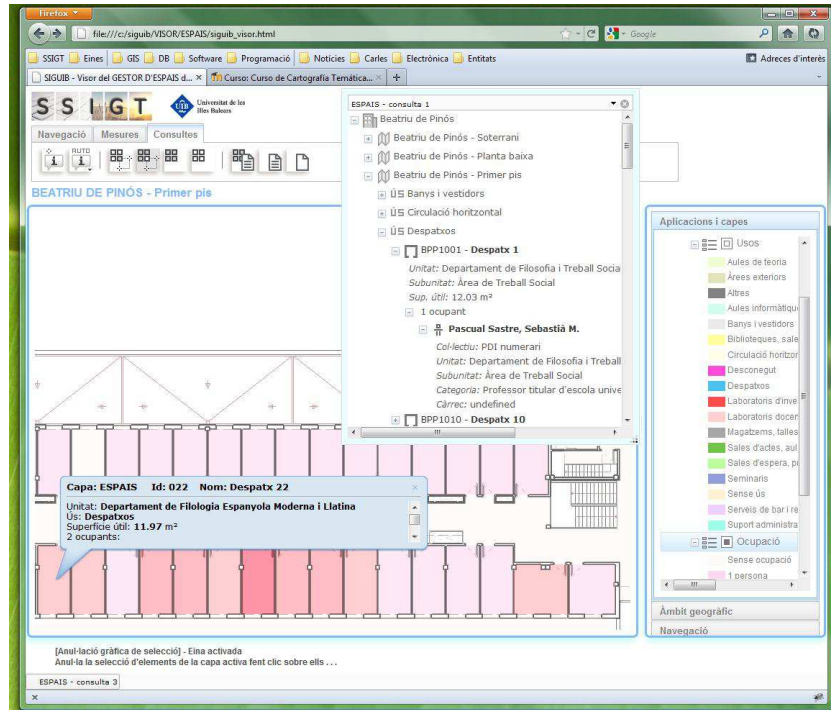 Firefox
file:///c:/siguib/VISOR/ESPAIS/siguib_visor.html
Google
SSIGT Eines GIS DB Software Programació Notícies Carles Electrònica Entitats Adreces d'interès
SIGUIB - Visor del GESTOR D'ESPAIS d... × Curso: Curso de Cartografía Temática... × +
SSIGT
UIB
Universitat de les
Illes Balears
Navegació Mesures Consultes
AUTO
BEATRIU DE PINÓS - Primer pis
ESPAIS - consulta 1
Beatriu de Pinós
Beatriu de Pinós - Soterrani
Beatriu de Pinós - Planta baixa
Beatriu de Pinós - Primer pis
ÚS Banys i vestidors
ÚS Circulació horitzontal
ÚS Despatxos
BPP1001 - Despatx 1
Unitat: Departament de Filosofia i Treball Socia
Subunitat: Àrea de Treball Social
Sup. útil: 12.03 m²
1 ocupant
Pascual Sastre, Sebastià M.
Col·lectiu: PDI numerari
Unitat: Departament de Filosofia i Treball
Subunitat: Àrea de Treball Social
Categoria: Professor titular d'escola unive
Càrrec: undefined
BPP1010 - Despatx 10
Capa: ESPAIS Id: 022 Nom: Despatx 22 ×
Unitat: Departament de Filologia Espanyola Moderna i Llatina
Ús: Despatxos
Superfície útil: 11.97 m²
2 ocupants:
Aplicacions i capes
Usos
Aules de teoria
Àrees exteriors
Altres
Aules informàtiqu
Banys i vestidors
Biblioteques, sale
Circulació horitzor
Desconegut
Despatxos
Laboratoris d'inve
Laboratoris docen
Magatzems, talles
Sales d'actes, aul
Sales d'espera, p
Seminaris
Sense ús
Serveis de bar i re
Suport administra
Ocupació
Sense ocupació
1 persona
Àmbit geogràfic
Navegació
[Anul·lació gràfica de selecció] - Eina activada
Anul·la la selecció d'elements de la capa activa fent clic sobre ells . . .
ESPAIS - consulta 3
×